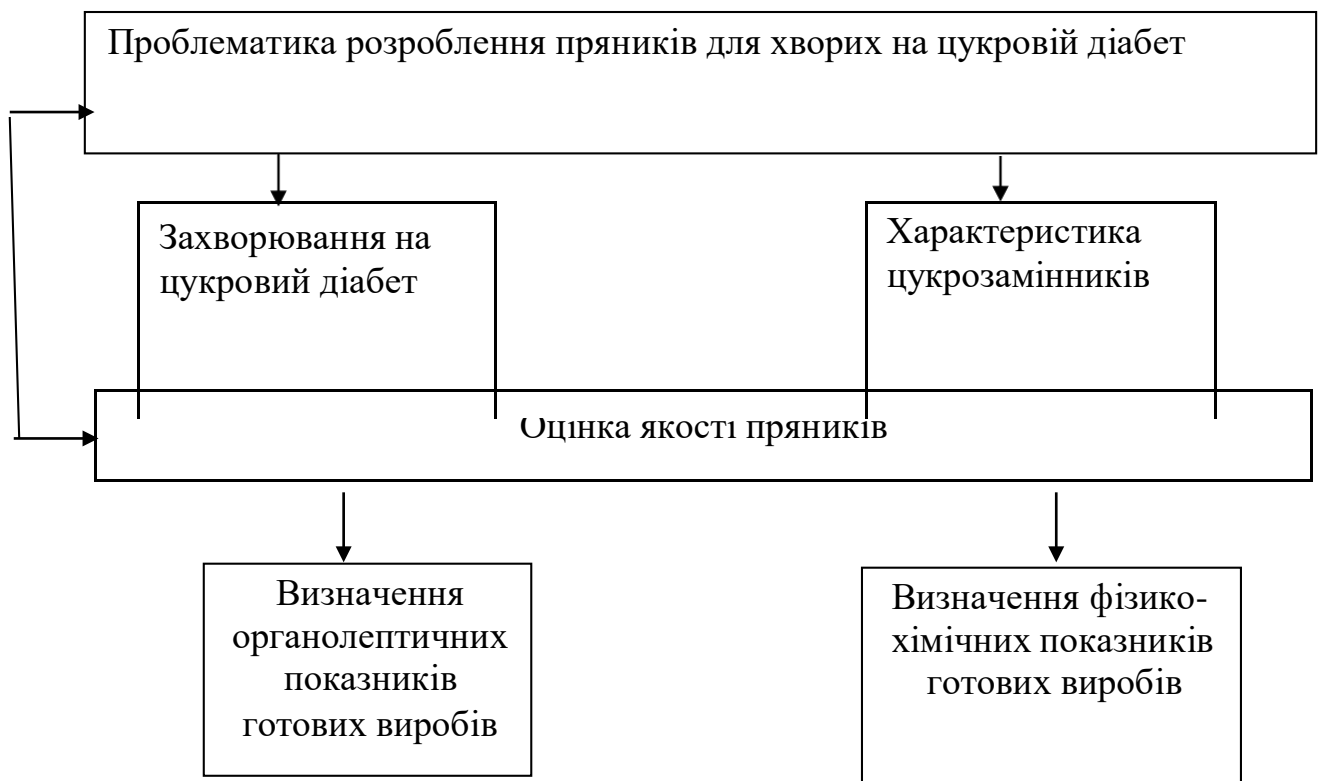 Проблематика розроблення пряників для хворих на цукровій діабет
Захворювання на
цукровий діабет
Характеристика
цукрозамінників
Оцінка якості пряників
Визначення
органолептичних
показників
готових виробів
Визначення фізико-
хімічних показників
готових виробів